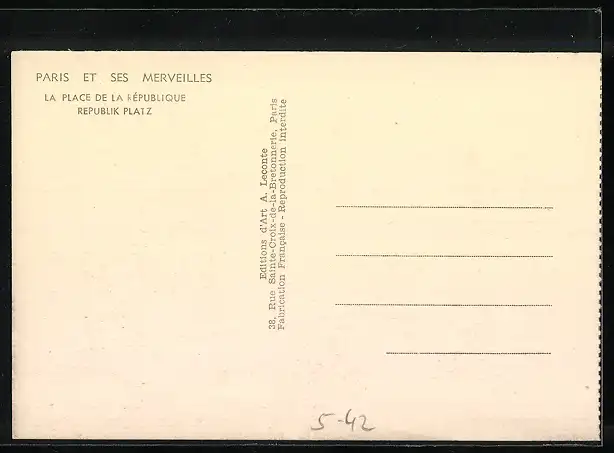 PARIS ET SES MERVEILLES
LA PLACE DE LA RÉPUBLIQUE
REPUBLIK PLATZ
Editions d'Art A. Leconte
38, Rue Sainte-Croix-de-la-Bretonnerie, Paris
Fabrication Française - Reproduction interdite
5-42